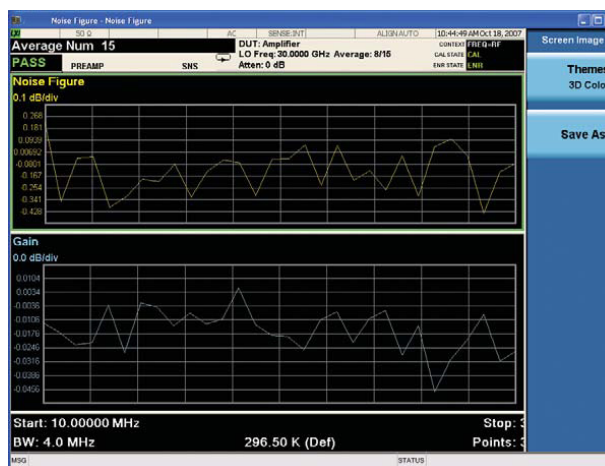 Noise Figure - Noise Figure
50 Ω AC SENSE:INT ALIGN AUTO 10:44:49 AM Oct 18, 2007
Average Num 15
DUT: Amplifier
CONTEXT FREQ=RF
LO Freq: 30.0000 GHz Average: 8/15
CAL STATE CAL
PASS PREAMP SNS
Atten: 0 dB
ENR STATE ENR
Screen Image
Themes
3D Colo
Save As
Noise Figure
0.1 dB/div
0.268
0.181
0.0939
0.00692
-0.0801
-0.167
-0.254
-0.341
-0.428
Gain
0.0 dB/div
0.0104
0.0034
-0.0036
-0.0106
-0.0176
-0.0246
-0.0316
-0.0386
-0.0456
Start: 10.00000 MHz
Stop: 3
BW: 4.0 MHz
296.50 K (Def)
Points: 3
MSG
STATUS